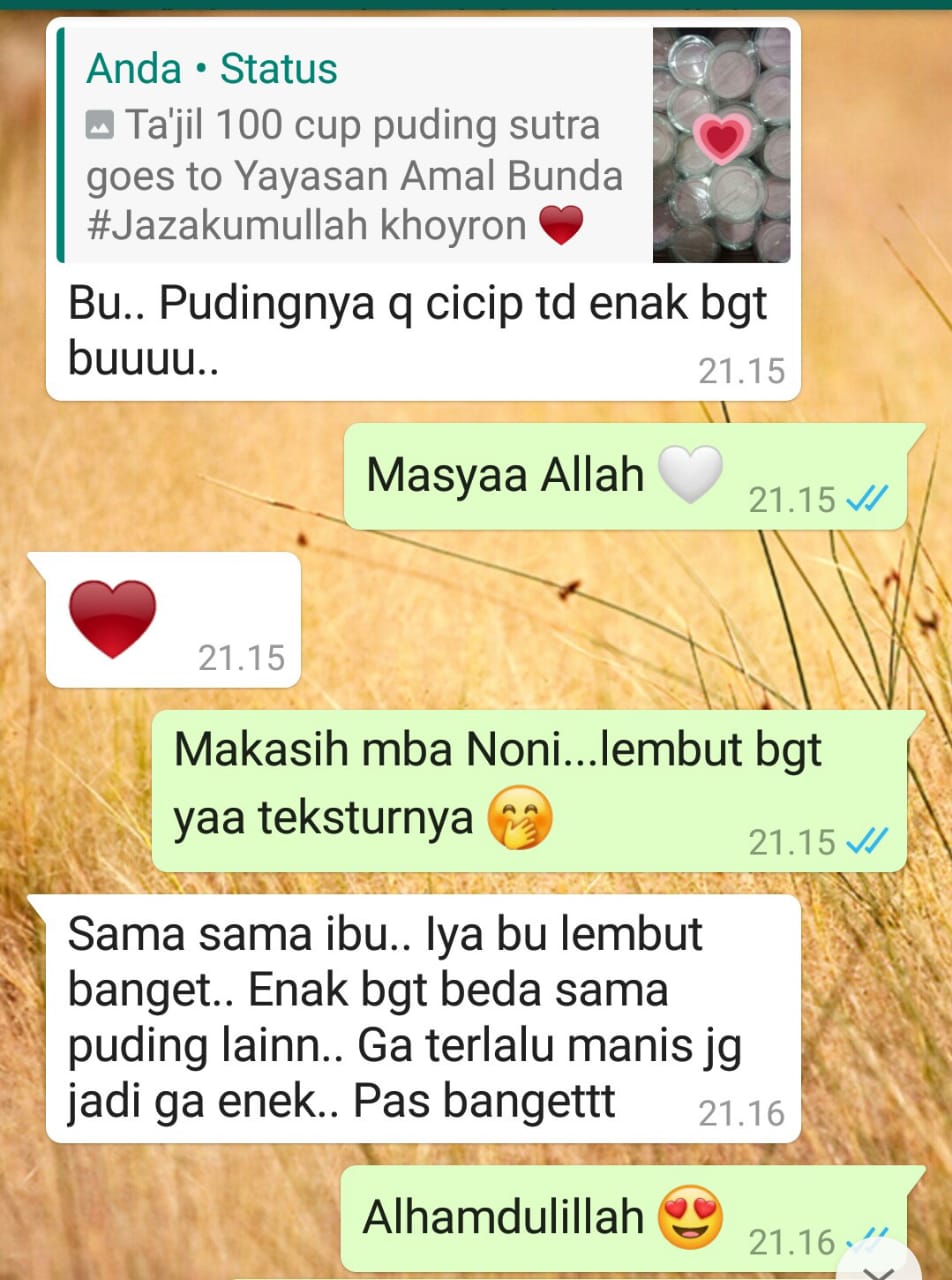 Anda • Status
Ta'jil 100 cup puding sutra
goes to Yayasan Amal Bunda
#Jazakumullah khoyron ❤️
Bu.. Pudingnya q cicip td enak bgt
buuuu..
21.15
Masyaa Allah 🤍
21.15
❤️
21.15
Makasih mba Noni...lembut bgt
yaa teksturnya 🤭
21.15
Sama sama ibu.. Iya bu lembut
banget.. Enak bgt beda sama
puding lainn.. Ga terlalu manis jg
jadi ga enek.. Pas bangettt
21.16
Alhamdulillah 😍
21.16